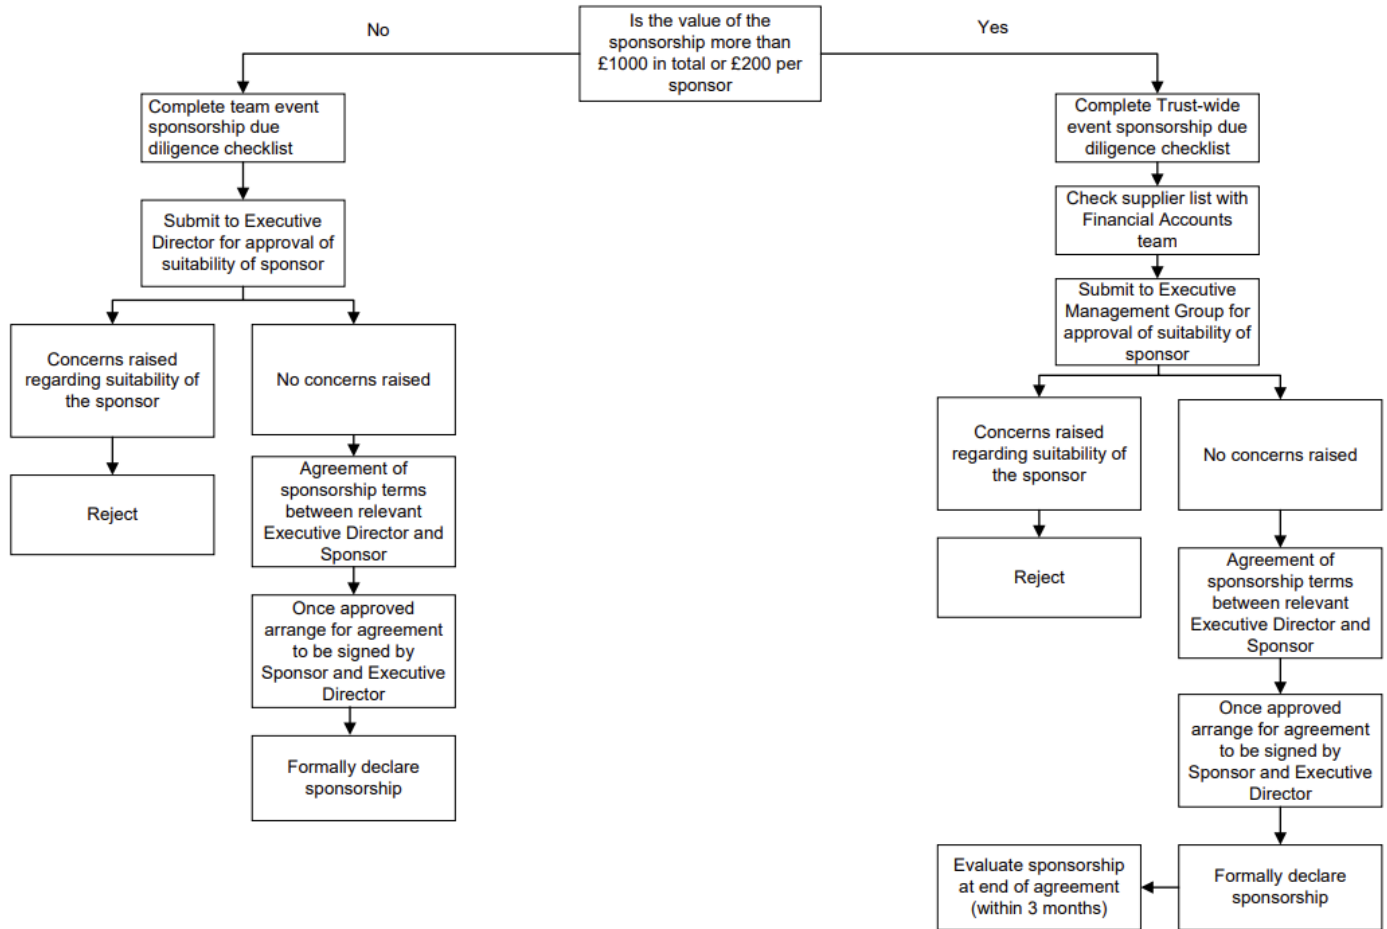 Is the value of the
sponsorship more than
£1000 in total or £200 per
sponsor
No
Yes
Complete team event
sponsorship due
diligence checklist
Submit to Executive
Director for approval of
suitability of sponsor
Concerns raised
regarding suitability of
the sponsor
No concerns raised
Reject
Agreement of
sponsorship terms
between relevant
Executive Director and
Sponsor
Once approved
arrange for agreement
to be signed by
Sponsor and Executive
Director
Formally declare
sponsorship
Complete Trust-wide
event sponsorship due
diligence checklist
Check supplier list with
Financial Accounts
team
Submit to Executive
Management Group for
approval of suitability of
sponsor
Concerns raised
regarding suitability of
the sponsor
No concerns raised
Reject
Agreement of
sponsorship terms
between relevant
Executive Director and
Sponsor
Once approved
arrange for agreement
to be signed by
Sponsor and Executive
Director
Formally declare
sponsorship
Evaluate sponsorship
at end of agreement
(within 3 months)